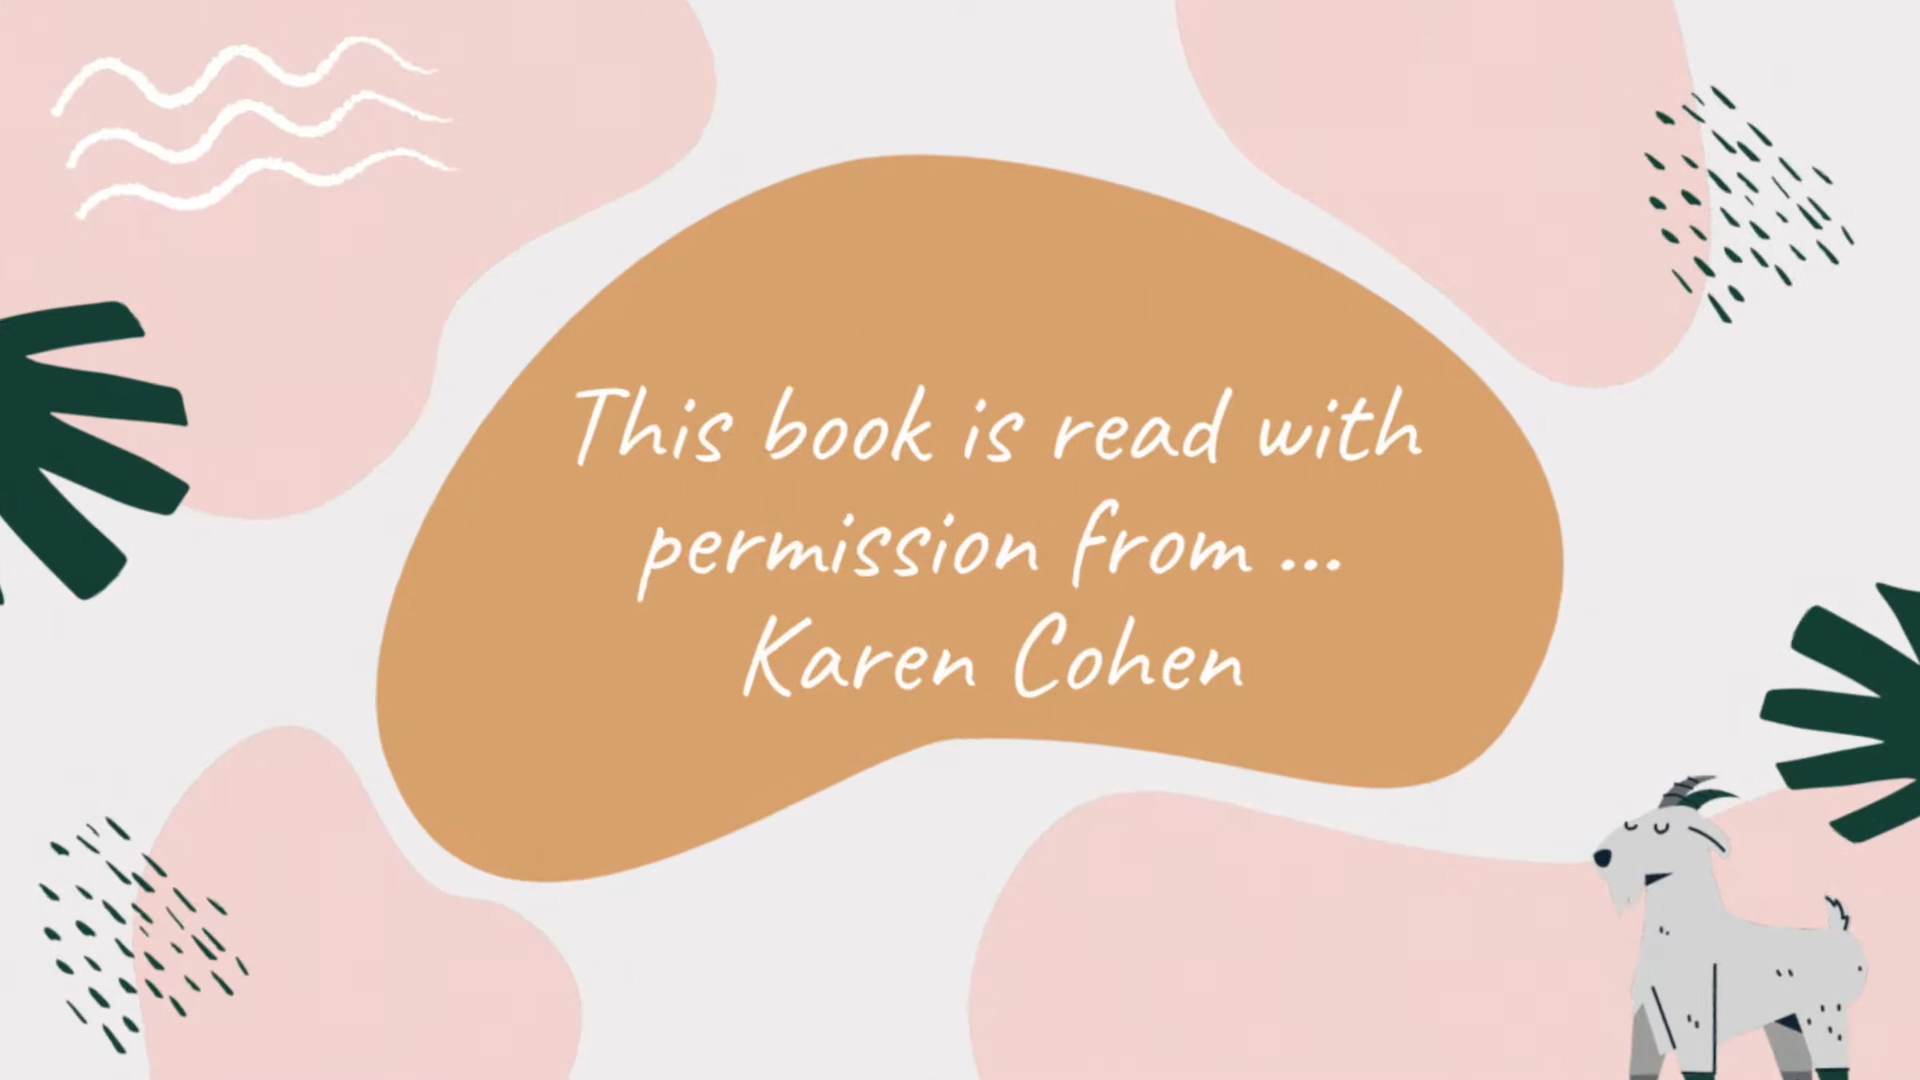 This book is read with
permission from ...
Karen Cohen